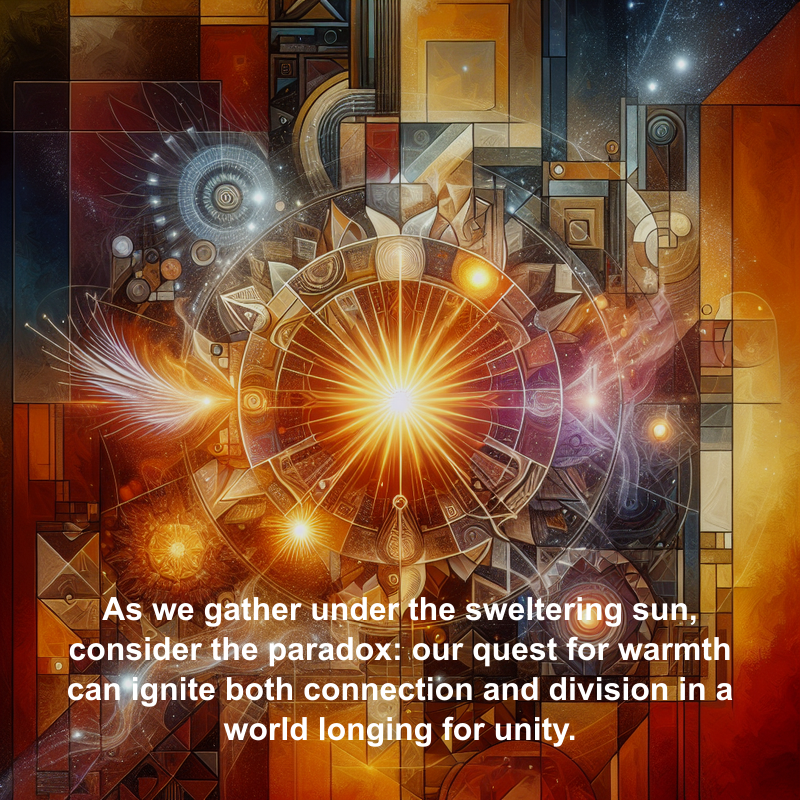 As we gather under the sweltering sun,
consider the paradox: our quest for warmth
can ignite both connection and division in a
world longing for unity.